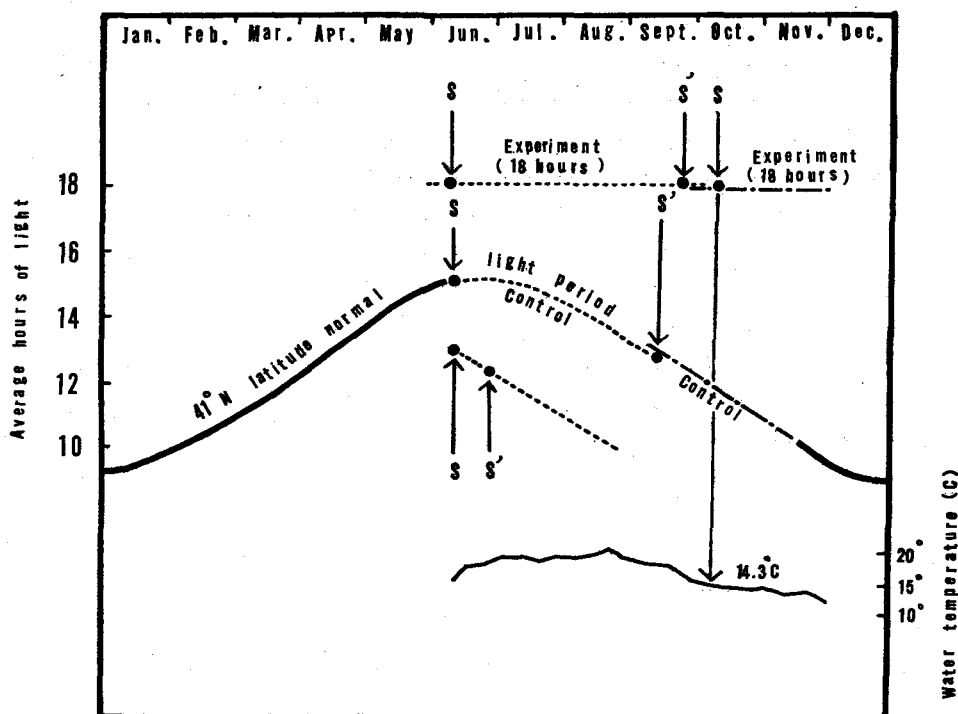 Jan. Feb. Mar. Apr. May Jun. Jul. Aug. Sept. Oct. Nov. Dec.
S S' S
Experiment
(18 hours)
Experiment
(18 hours)
S S'
18
16
14
12
10
Average hours of light
41° N latitude normal
light period
Control
Control
S S'
14.3°C
20°
15°
10°
Water temperature (C)